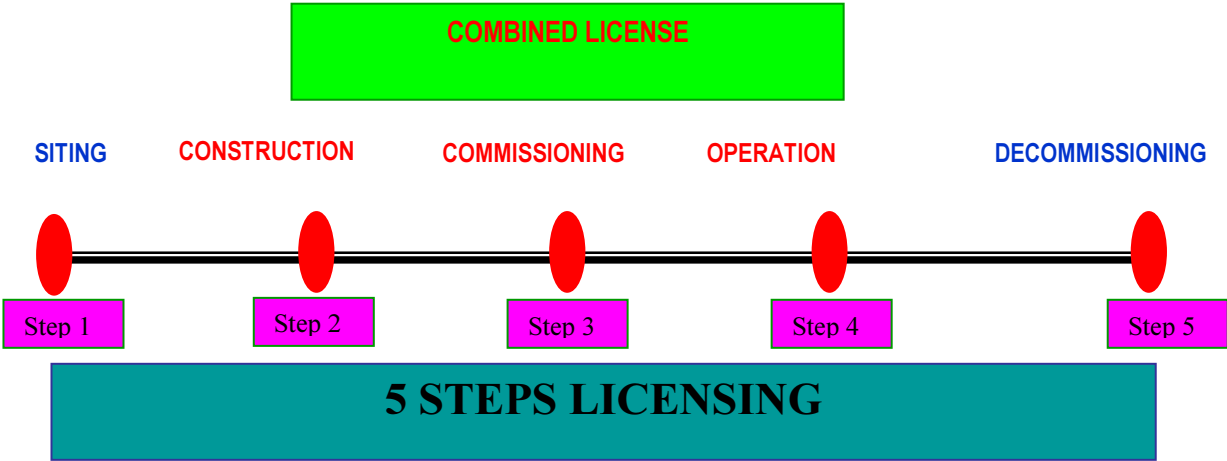 COMBINED LICENSE
SITING
CONSTRUCTION
COMMISSIONING
OPERATION
DECOMMISSIONING
Step 1
Step 2
Step 3
Step 4
Step 5
5 STEPS LICENSING